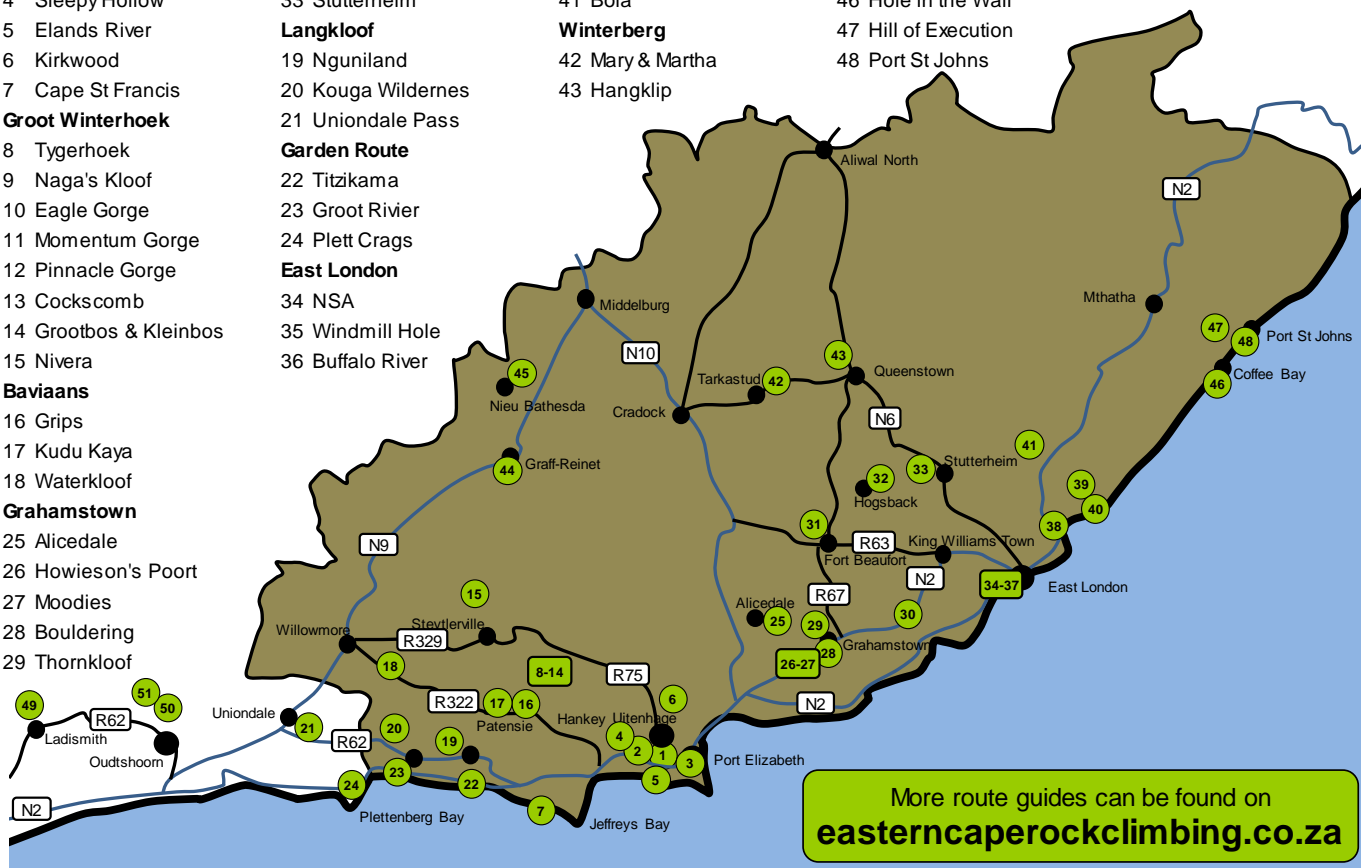 4 Sleepy Hollow
5 Elands River
6 Kirkwood
7 Cape St Francis
Groot Winterhoek
8 Tygerhoek
9 Naga's Kloof
10 Eagle Gorge
11 Momentum Gorge
12 Pinnacle Gorge
13 Cockscomb
14 Grootbos & Kleinbos
15 Nivera
Baviaans
16 Grips
17 Kudu Kaya
18 Waterkloof
Grahamstown
25 Alicedale
26 Howieson's Poort
27 Moodies
28 Bouldering
29 Thornkloof
33 Stutterheim
Langkloof
19 Nguniland
20 Kouga Wildernes
21 Uniondale Pass
Garden Route
22 Titzikama
23 Groot Rivier
24 Plett Crags
East London
34 NSA
35 Windmill Hole
36 Buffalo River
41 Bola
Winterberg
42 Mary & Martha
43 Hangklip
46 Hole in the Wall
47 Hill of Execution
48 Port St Johns
Aliwal North
N2
Mthatha
Middelburg
47
Port St Johns
48
N10
43
45
Tarkastud
42
Queenstown
Coffee Bay
46
Nieu Bathesda
Cradock
N6
41
44
Graff-Reinet
33
Stutterheim
32
Hogsback
39
40
31
38
N9
R63
King Williams Town
Fort Beaufort
N2
34-37
East London
15
R67
Alicedale
25
29
30
Steytlerville
Willowmore
R329
Grahamstown
28
26-27
18
8-14
R75
51
50
49
R322
17
16
6
N2
Patensie
Hankey
Uitenhage
Uniondale
21
20
R62
Ladismith
R62
19
4
2
1
3
Port Elizabeth
Oudtshoorn
23
22
5
24
N2
Plettenberg Bay
7
Jeffreys Bay
More route guides can be found on
easterncaperockclimbing.co.za